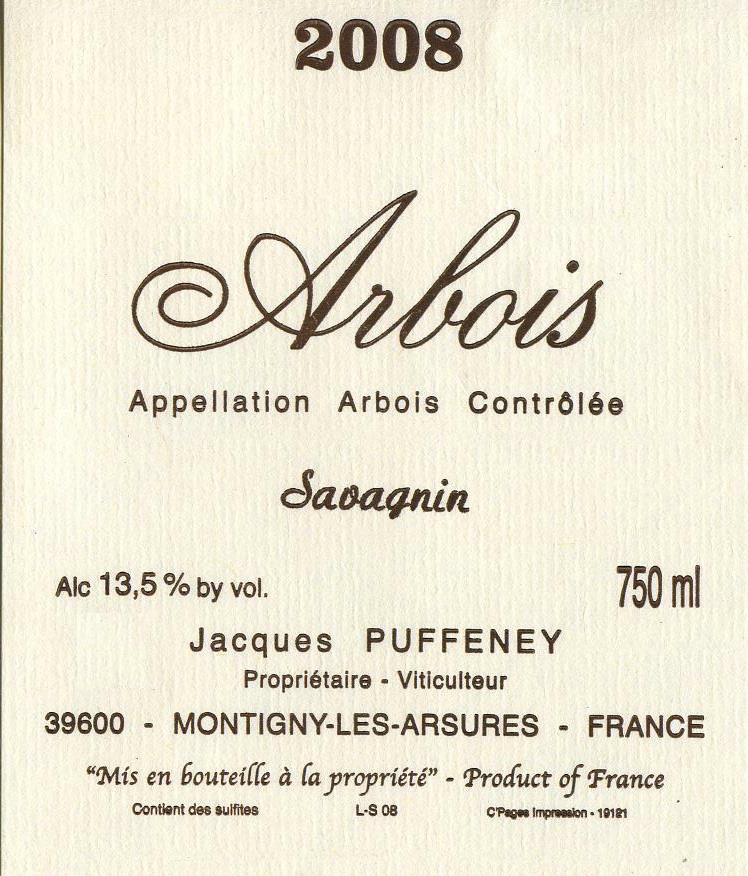 2008
Arbois
Appellation Arbois Contrôlée
Savagnin
Alc 13,5 % by vol.
750 ml
Jacques PUFFENEY
Propriétaire - Viticulteur
39600 - MONTIGNY-LES-ARSURES - FRANCE
“Mis en bouteille à la propriété” - Product of France
Contient des sulfites
L-S 08
C'Pages Impression - 19121